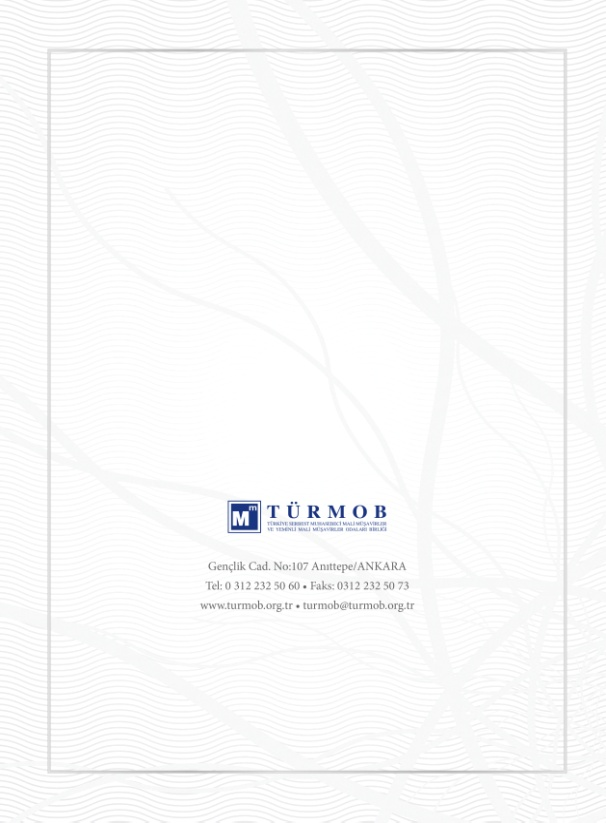 Mm TÜRMOB
TÜRKİYE SERBEST MUHASEBECİ MALİ MÜŞAVİRLER
VE YEMİNLİ MALİ MÜŞAVİRLER ODALARI BİRLİĞİ
Gençlik Cad. No:107 Anıttepe/ANKARA
Tel: 0 312 232 50 60 • Faks: 0312 232 50 73
www.turmob.org.tr • turmob@turmob.org.tr